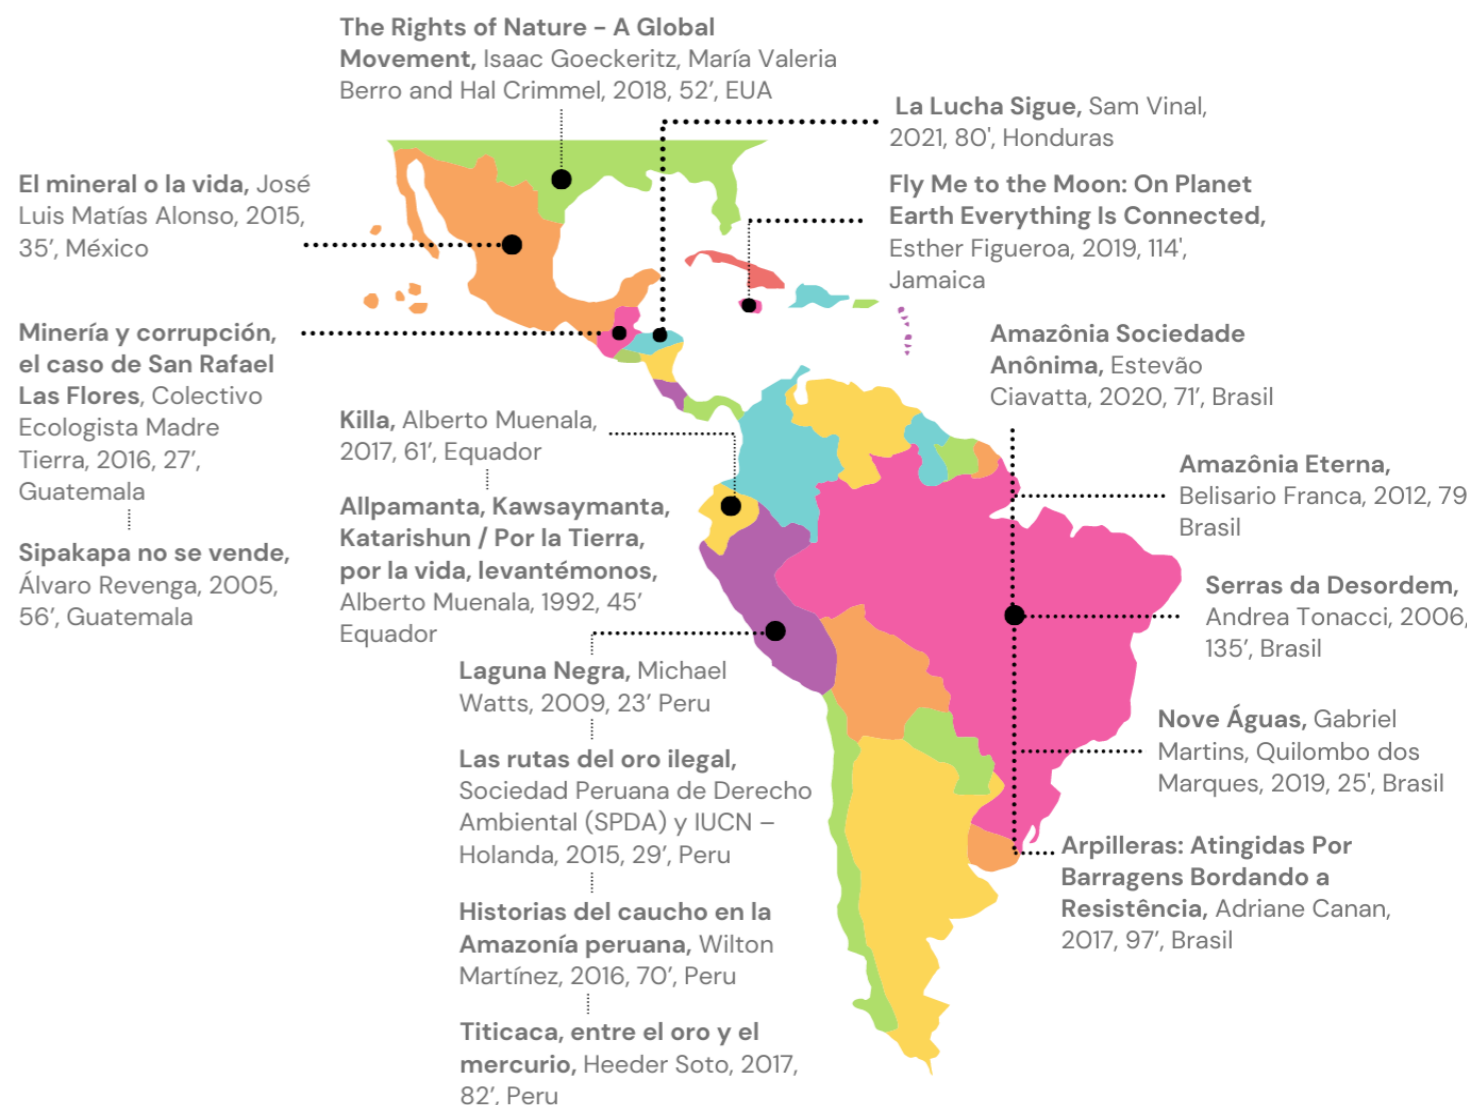 The Rights of Nature – A Global
Movement, Isaac Goeckeritz, María Valeria
Berro and Hal Crimmel, 2018, 52’, EUA
La Lucha Sigue, Sam Vinal,
2021, 80', Honduras
El mineral o la vida, José
Luis Matías Alonso, 2015,
35’, México
Fly Me to the Moon: On Planet
Earth Everything Is Connected,
Esther Figueroa, 2019, 114',
Jamaica
Minería y corrupción,
el caso de San Rafael
Las Flores, Colectivo
Ecologista Madre
Tierra, 2016, 27’,
Guatemala
Sipakapa no se vende,
Álvaro Revenga, 2005,
56’, Guatemala
Killa, Alberto Muenala,
2017, 61’, Equador
Allpamanta, Kawsaymanta,
Katarishun / Por la Tierra,
por la vida, levantémonos,
Alberto Muenala, 1992, 45’
Equador
Amazônia Sociedade
Anônima, Estevão
Ciavatta, 2020, 71’, Brasil
Amazônia Eterna,
Belisario Franca, 2012, 79
Brasil
Serras da Desordem,
Andrea Tonacci, 2006,
135’, Brasil
Nove Águas, Gabriel
Martins, Quilombo dos
Marques, 2019, 25', Brasil
Arpilleras: Atingidas Por
Barragens Bordando a
Resistência, Adriane Canan,
2017, 97’, Brasil
Laguna Negra, Michael
Watts, 2009, 23’ Peru
Las rutas del oro ilegal,
Sociedad Peruana de Derecho
Ambiental (SPDA) y IUCN –
Holanda, 2015, 29’, Peru
Historias del caucho en la
Amazonía peruana, Wilton
Martínez, 2016, 70’, Peru
Titicaca, entre el oro y el
mercurio, Heeder Soto, 2017,
82’, Peru